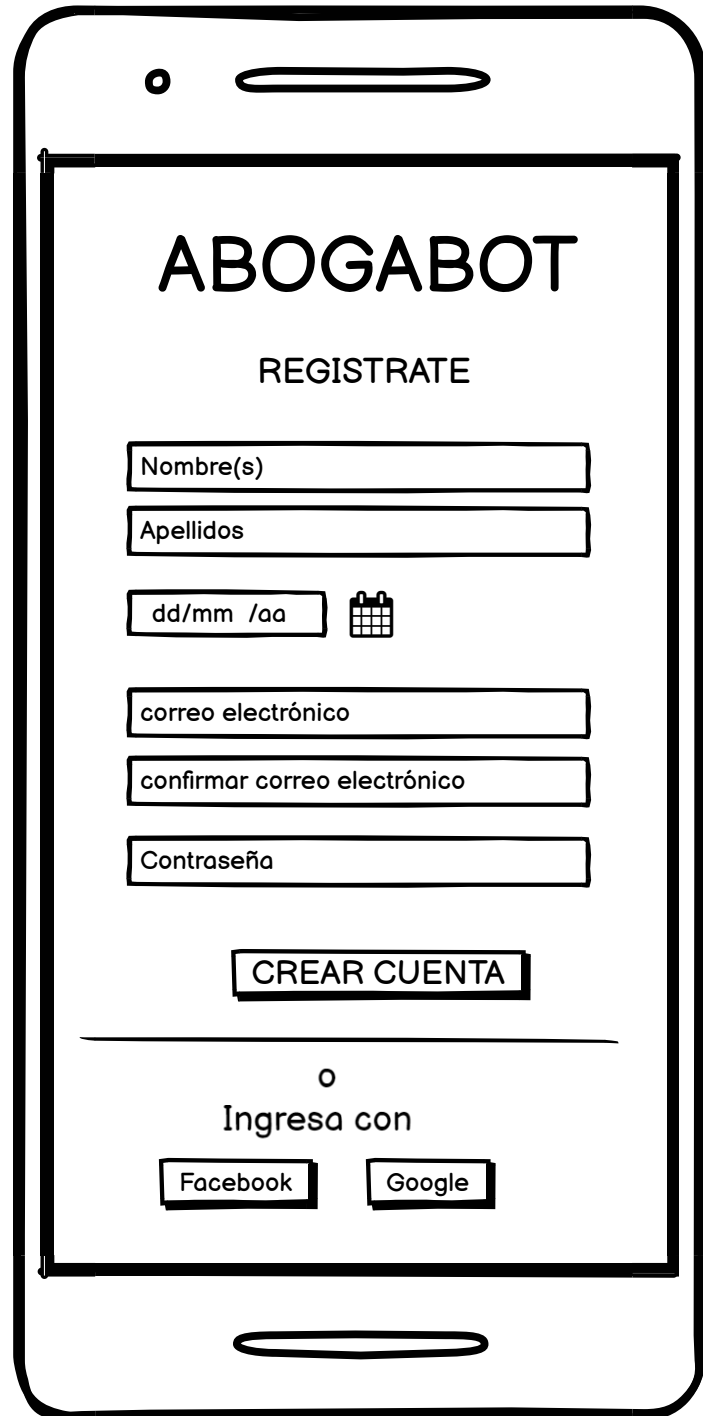 ABOGABOT
REGISTRATE
Nombre(s)
Apellidos
dd/mm /aa
correo electrónico
confirmar correo electrónico
Contraseña
CREAR CUENTA
o
Ingresa con
Facebook Google